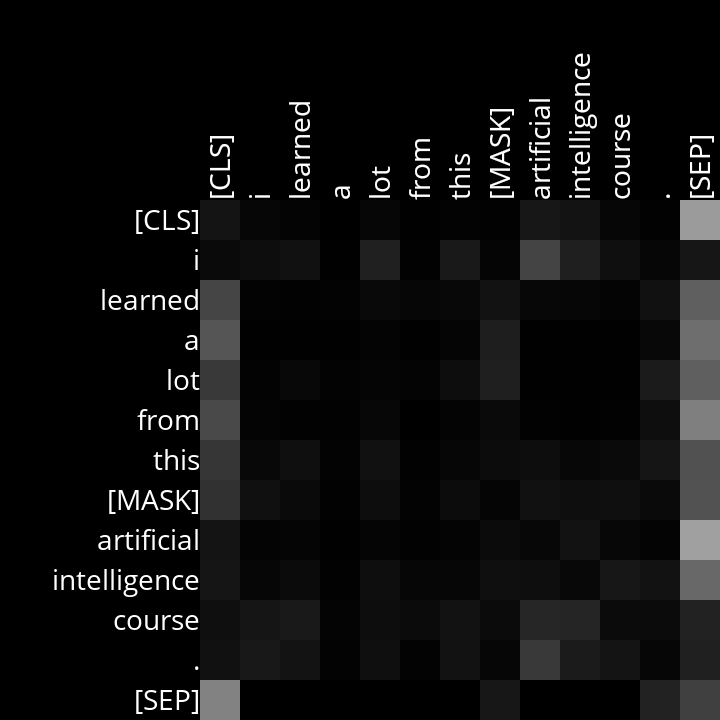 [CLS] i learned a lot from this [MASK] artificial intelligence course . [SEP]
[CLS]
i
learned
a
lot
from
this
[MASK]
artificial
intelligence
course
.
[SEP]